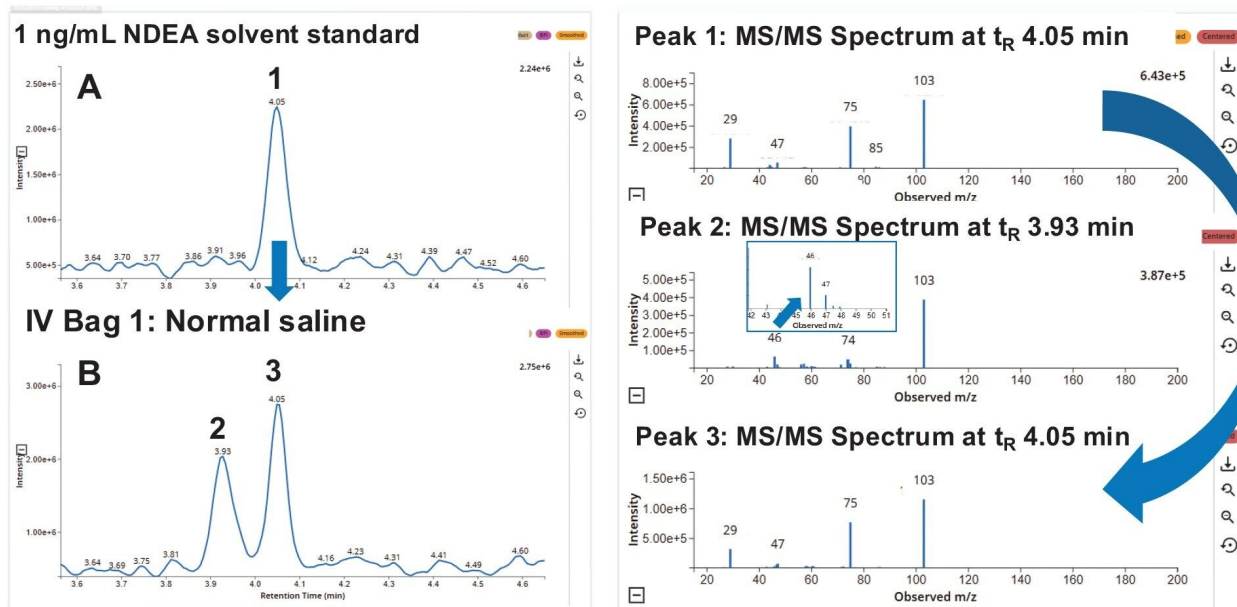 1 ng/mL NDEA solvent standard
duct BPI Smoothed
2.24e+6
A
1
4.05
2.50e+6
2.00e+6
1.50e+6
1.00e+6
5.00e+5
Intensity
3.64 3.70 3.77 3.86 3.91 3.96 4.12 4.24 4.31 4.39 4.47 4.52 4.60
3.6 3.7 3.8 3.9 4.0 4.1 4.2 4.3 4.4 4.5 4.6
IV Bag 1: Normal saline
BPI Smoothed
2.75e+6
B
2
3
3.93
4.05
3.00e+6
2.00e+6
1.00e+6
Intensity
3.64 3.69 3.75 3.81 4.16 4.23 4.31 4.41 4.49 4.60
3.6 3.7 3.8 3.9 4.0 4.1 4.2 4.3 4.4 4.5 4.6
Retention Time (min)
Peak 1: MS/MS Spectrum at tR 4.05 min
ed Centered
6.43e+5
8.00e+5
6.00e+5
4.00e+5
2.00e+5
Intensity
29 47 75 85 103
20 40 60 80 100 120 140 160 180 200
Observed m/z
Peak 2: MS/MS Spectrum at tR 3.93 min
Centered
3.87e+5
5.00e+5
4.00e+5
3.00e+5
2.00e+5
1.00e+5
Intensity
46
47
42 43 45 46 47 48 49 50 51
Observed m/z
46 74 103
20 40 60 80 100 120 140 160 180 200
Observed m/z
Peak 3: MS/MS Spectrum at tR 4.05 min
1.50e+6
1.00e+6
5.00e+5
Intensity
29 47 75 103
20 40 60 80 100 120 140 160 180 200
Observed m/z